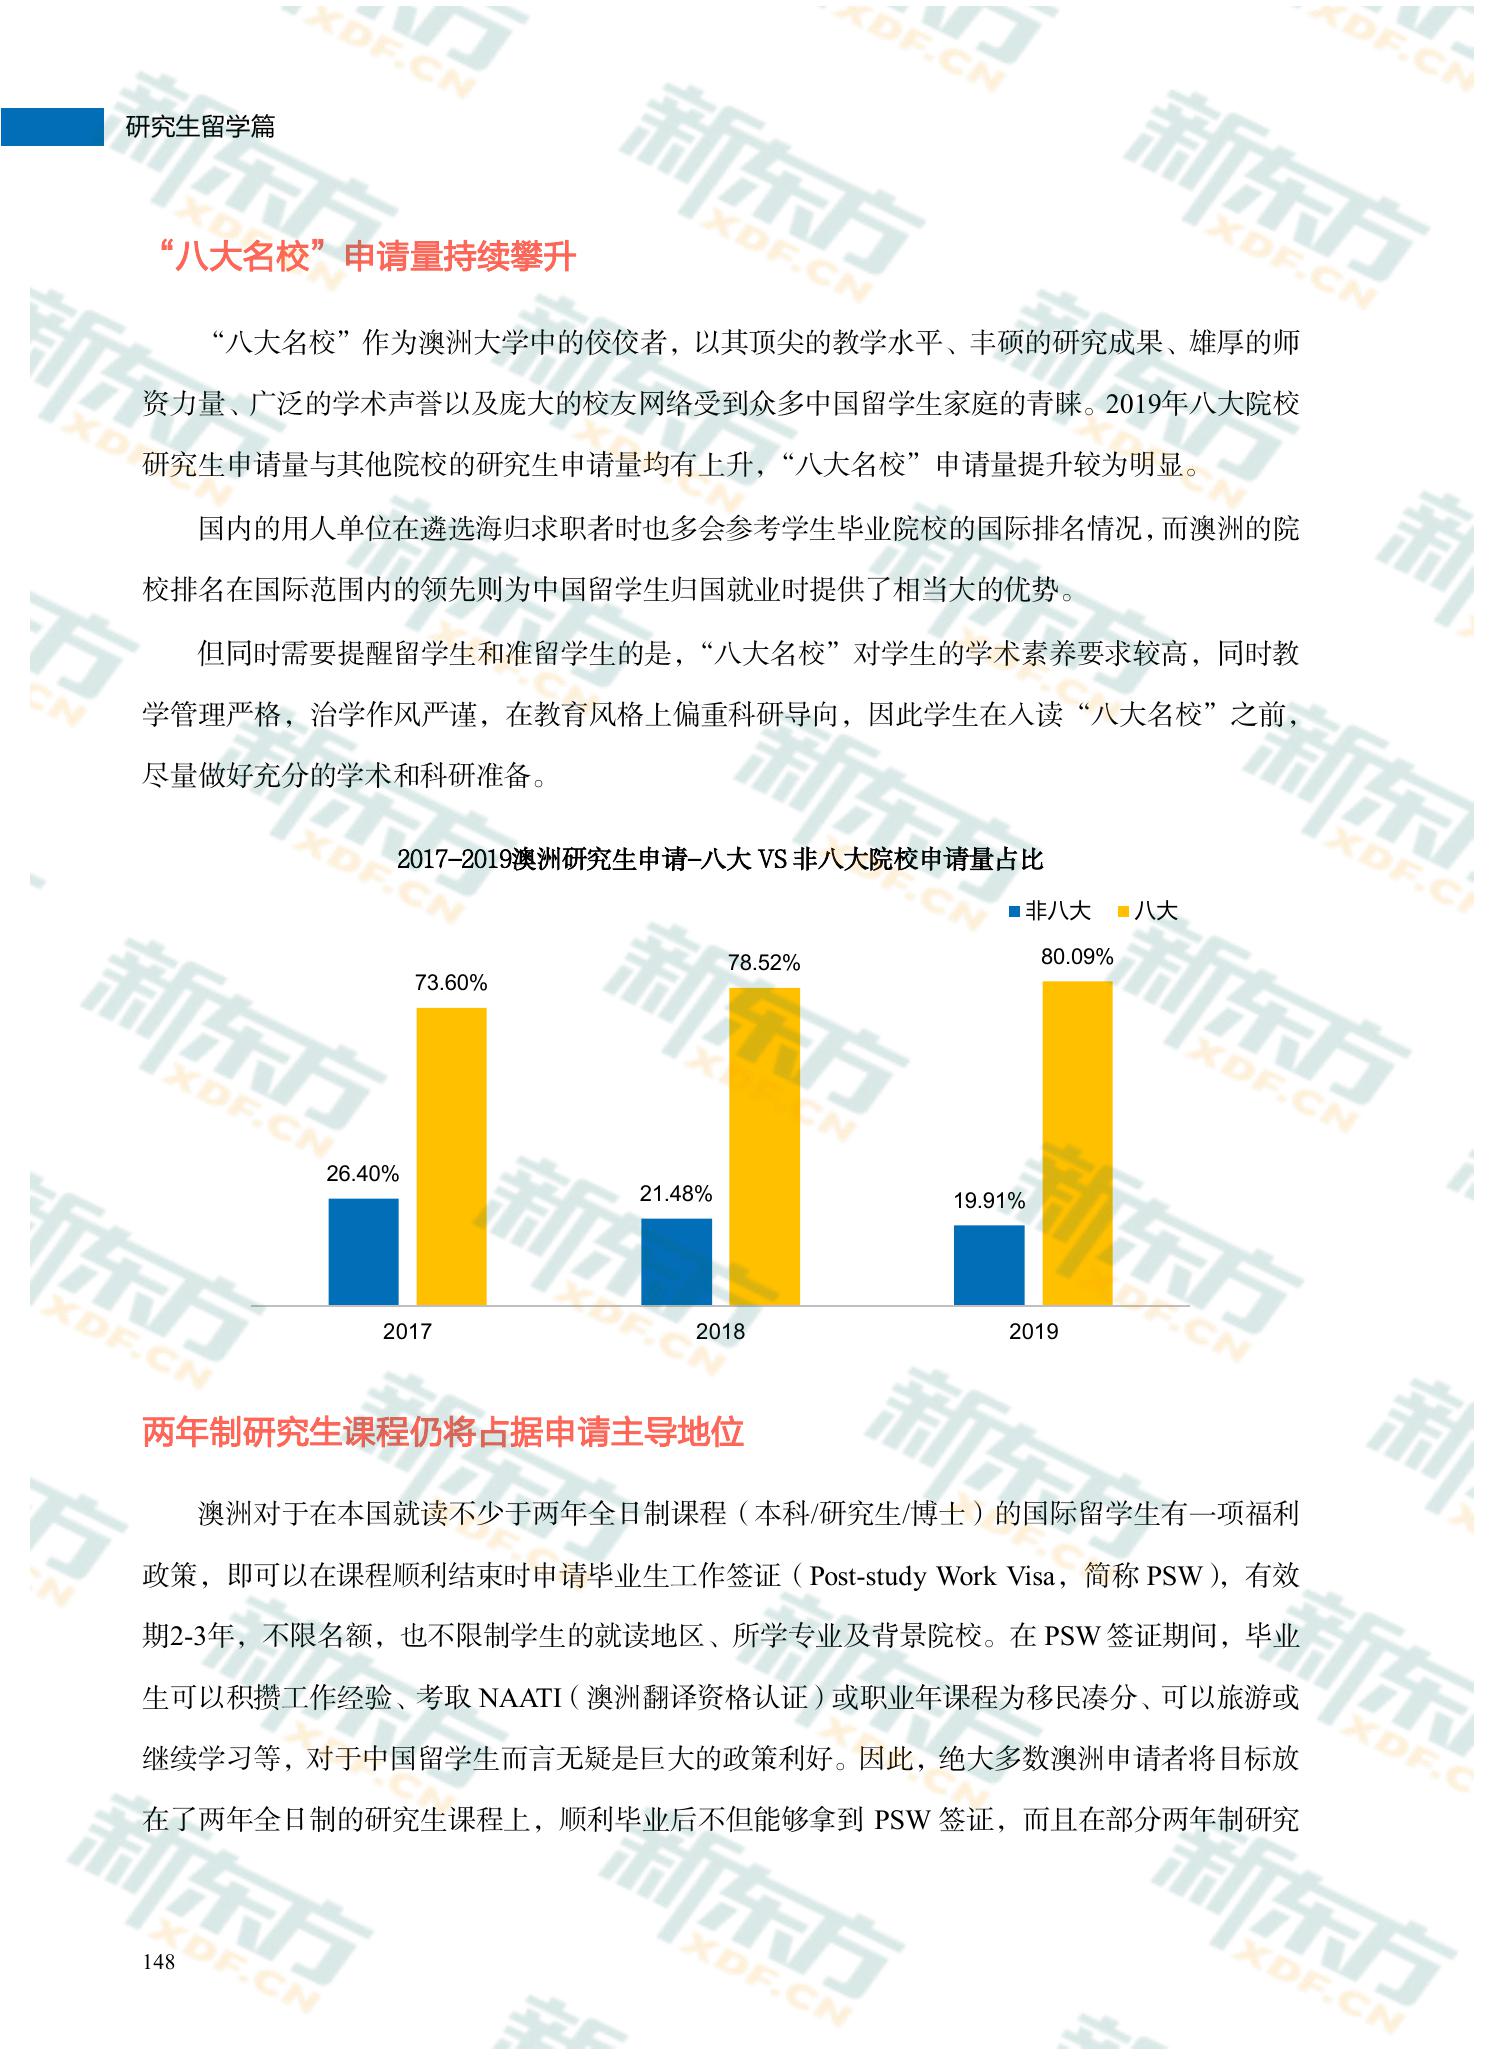 研究生留学篇
“八大名校”申请量持续攀升
“八大名校”作为澳洲大学中的佼佼者，以其顶尖的教学水平、丰硕的研究成果、雄厚的师
资力量、广泛的学术声誉以及庞大的校友网络受到众多中国留学生家庭的青睐。2019年八大院校
研究生申请量与其他院校的研究生申请量均有上升，“八大名校”申请量提升较为明显。
国内的用人单位在遴选海归求职者时也多会参考学生毕业院校的国际排名情况，而澳洲的院
校排名在国际范围内的领先则为中国留学生归国就业时提供了相当大的优势。
但同时需要提醒留学生和准留学生的是，“八大名校”对学生的学术素养要求较高，同时教
学管理严格，治学作风严谨，在教育风格上偏重科研导向，因此学生在入读“八大名校”之前，
尽量做好充分的学术和科研准备。
2017–2019澳洲研究生申请–八大 VS 非八大院校申请量占比
非八大 八大
73.60% 78.52% 80.09%
26.40% 21.48% 19.91%
2017 2018 2019
两年制研究生课程仍将占据申请主导地位
澳洲对于在本国就读不少于两年全日制课程（本科/研究生/博士）的国际留学生有一项福利
政策，即可以在课程顺利结束时申请毕业生工作签证（Post-study Work Visa，简称 PSW），有效
期2-3年，不限名额，也不限制学生的就读地区、所学专业及背景院校。在 PSW 签证期间，毕业
生可以积攒工作经验、考取 NAATI（澳洲翻译资格认证）或职业年课程为移民凑分、可以旅游或
继续学习等，对于中国留学生而言无疑是巨大的政策利好。因此，绝大多数澳洲申请者将目标放
在了两年全日制的研究生课程上，顺利毕业后不但能够拿到 PSW 签证，而且在部分两年制研究
148
新东方
XDF.CN